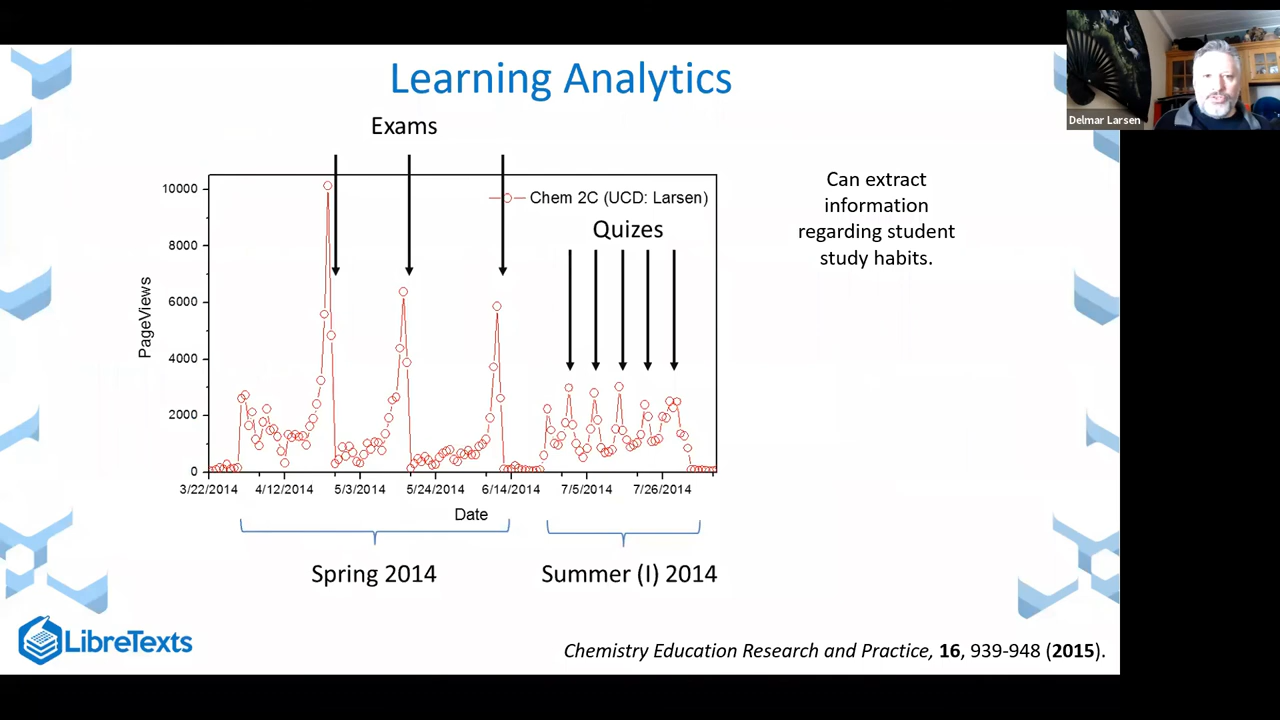 Learning Analytics
Delmar Larsen
Exams
Can extract
information
regarding student
study habits.
Chem 2C (UCD: Larsen)
Quizes
10000
8000
6000
4000
2000
0
PageViews
3/22/2014 4/12/2014 5/3/2014 5/24/2014 6/14/2014 7/5/2014 7/26/2014
Date
Spring 2014 Summer (I) 2014
LibreTexts
Chemistry Education Research and Practice, 16, 939-948 (2015).